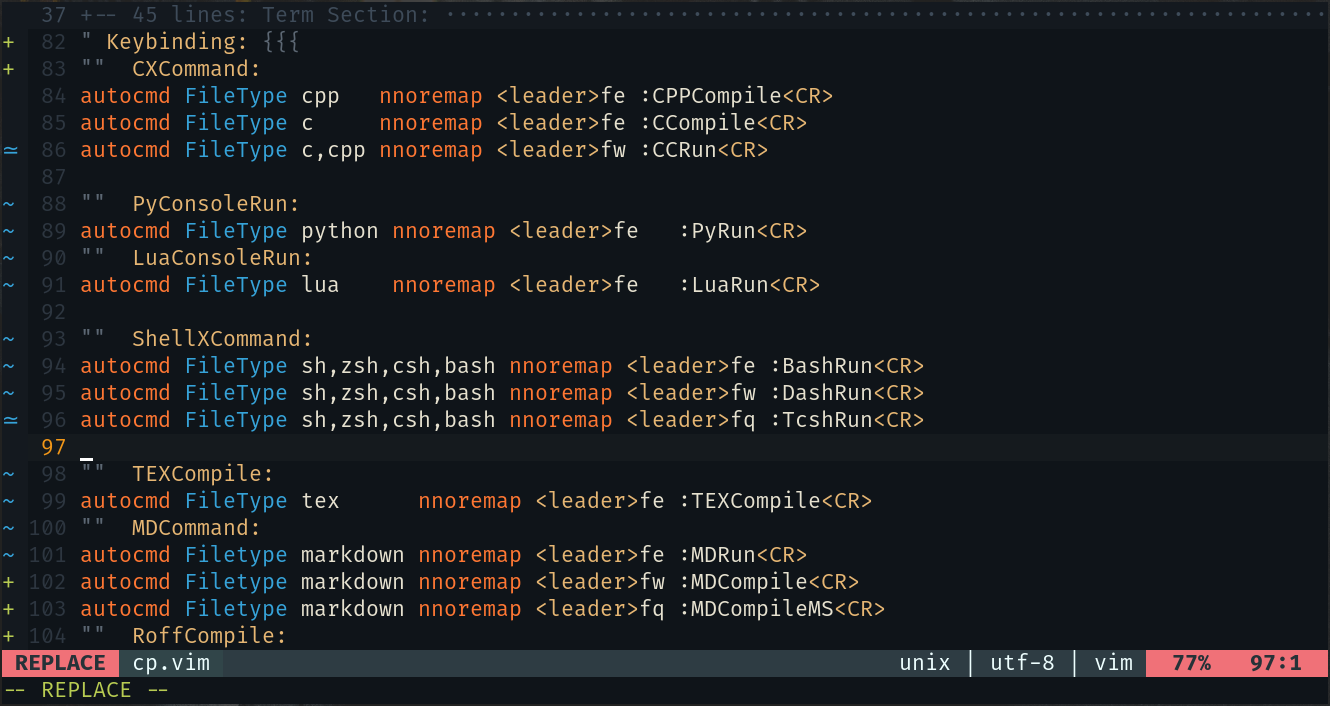 37 +-- 45 lines: Term Section: ··································································
+ 82 " Keybinding: {{{
+ 83 ""  CXCommand:
84 autocmd FileType cpp   nnoremap <leader>fe :CPPCompile<CR>
85 autocmd FileType c     nnoremap <leader>fe :CCompile<CR>
≃ 86 autocmd FileType c,cpp nnoremap <leader>fw :CCRun<CR>
87
~ 88 ""  PyConsoleRun:
~ 89 autocmd FileType python nnoremap <leader>fe   :PyRun<CR>
~ 90 ""  LuaConsoleRun:
~ 91 autocmd FileType lua    nnoremap <leader>fe   :LuaRun<CR>
92
~ 93 ""  ShellXCommand:
~ 94 autocmd FileType sh,zsh,csh,bash nnoremap <leader>fe :BashRun<CR>
~ 95 autocmd FileType sh,zsh,csh,bash nnoremap <leader>fw :DashRun<CR>
≃ 96 autocmd FileType sh,zsh,csh,bash nnoremap <leader>fq :TcshRun<CR>
97
~ 98 ""  TEXCompile:
~ 99 autocmd FileType tex      nnoremap <leader>fe :TEXCompile<CR>
~ 100 ""  MDCommand:
~ 101 autocmd Filetype markdown nnoremap <leader>fe :MDRun<CR>
+ 102 autocmd Filetype markdown nnoremap <leader>fw :MDCompile<CR>
+ 103 autocmd Filetype markdown nnoremap <leader>fq :MDCompileMS<CR>
+ 104 ""  RoffCompile:
REPLACE cp.vim unix | utf-8 | vim 77% 97:1
-- REPLACE --